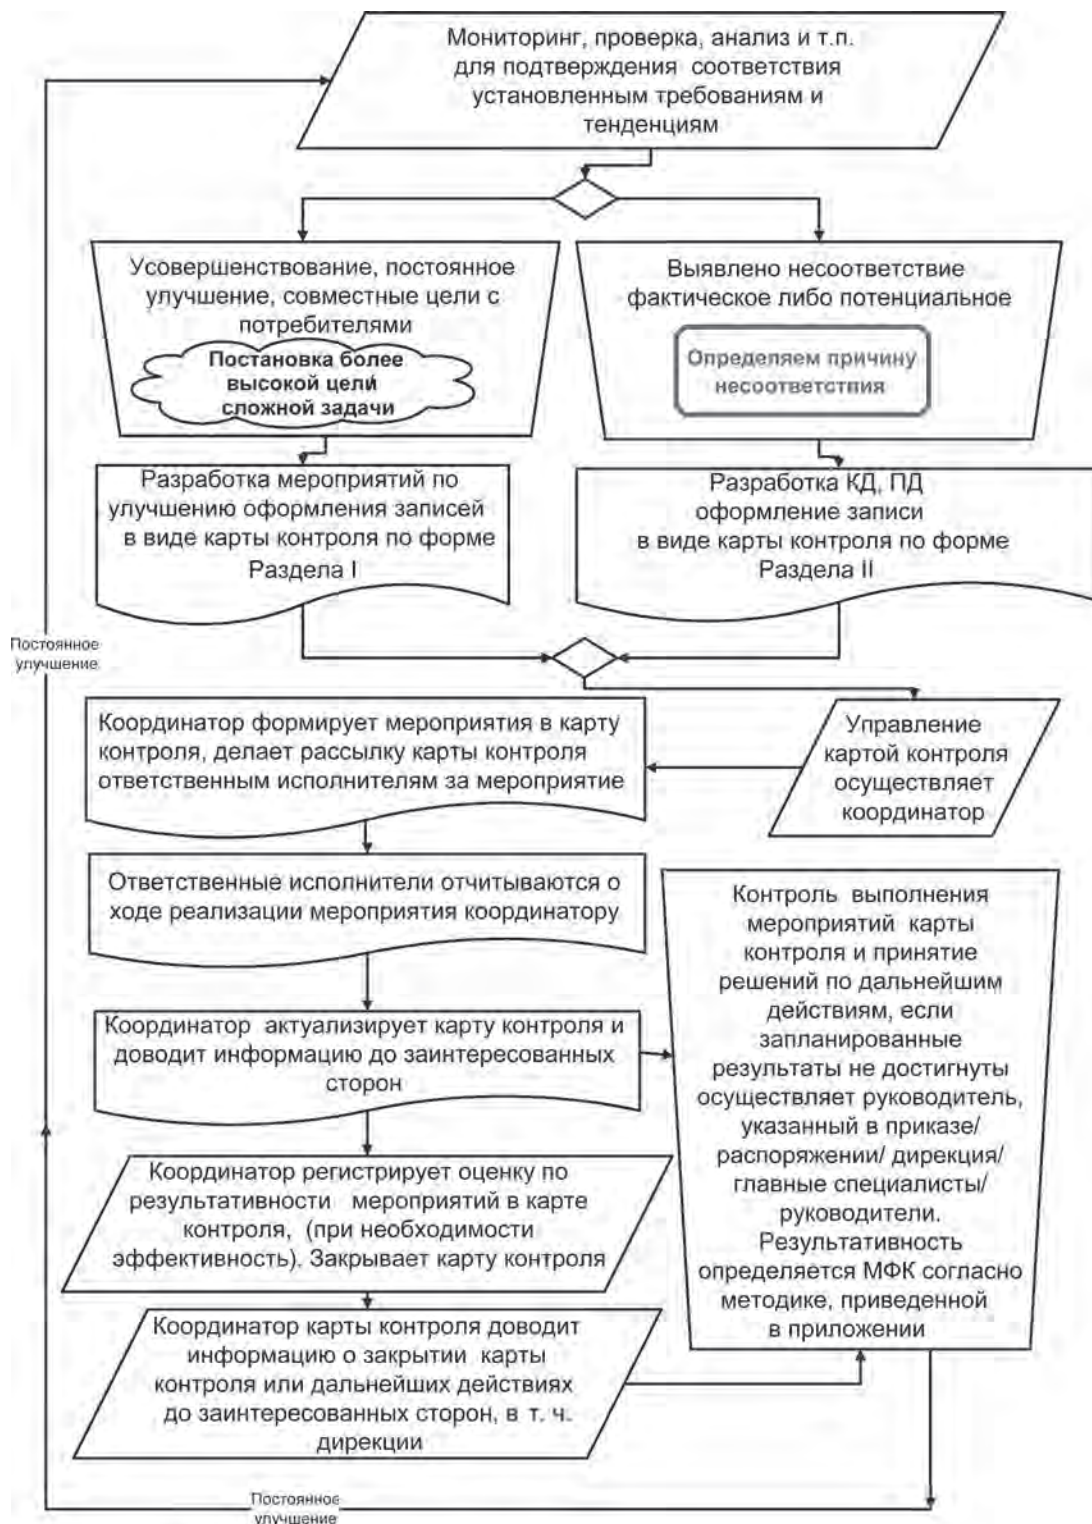 Мониторинг, проверка, анализ и т.п.
для подтверждения соответствия
установленным требованиям и
тенденциям
Усовершенствование, постоянное
улучшение, совместные цели с
потребителями
Постановка более
высокой цели
сложной задачи
Выявлено несоответствие
фактическое либо потенциальное
Определяем причину
несоответствия
Разработка мероприятий по
улучшению оформления записей
в виде карты контроля по форме
Раздела I
Разработка КД, ПД
оформление записи
в виде карты контроля по форме
Раздела II
Постоянное
улучшение
Координатор формирует мероприятия в карту
контроля, делает рассылку карты контроля
ответственным исполнителям за мероприятие
Управление
картой контроля
осуществляет
координатор
Ответственные исполнители отчитываются о
ходе реализации мероприятия координатору
Координатор актуализирует карту контроля и
доводит информацию до заинтересованных
сторон
Контроль выполнения
мероприятий карты
контроля и принятие
решений по дальнейшим
действиям, если
запланированные
результаты не достигнуты
осуществляет руководитель,
указанный в приказе/
распоряжении/ дирекция/
главные специалисты/
руководители.
Результативность
определяется МФК согласно
методике, приведенной
в приложении
Координатор регистрирует оценку по
результативности мероприятий в карте
контроля, (при необходимости
эффективность). Закрывает карту контроля
Координатор карты контроля доводит
информацию о закрытии карты
контроля или дальнейших действиях
до заинтересованных сторон, в т. ч.
дирекции
Постоянное
улучшение